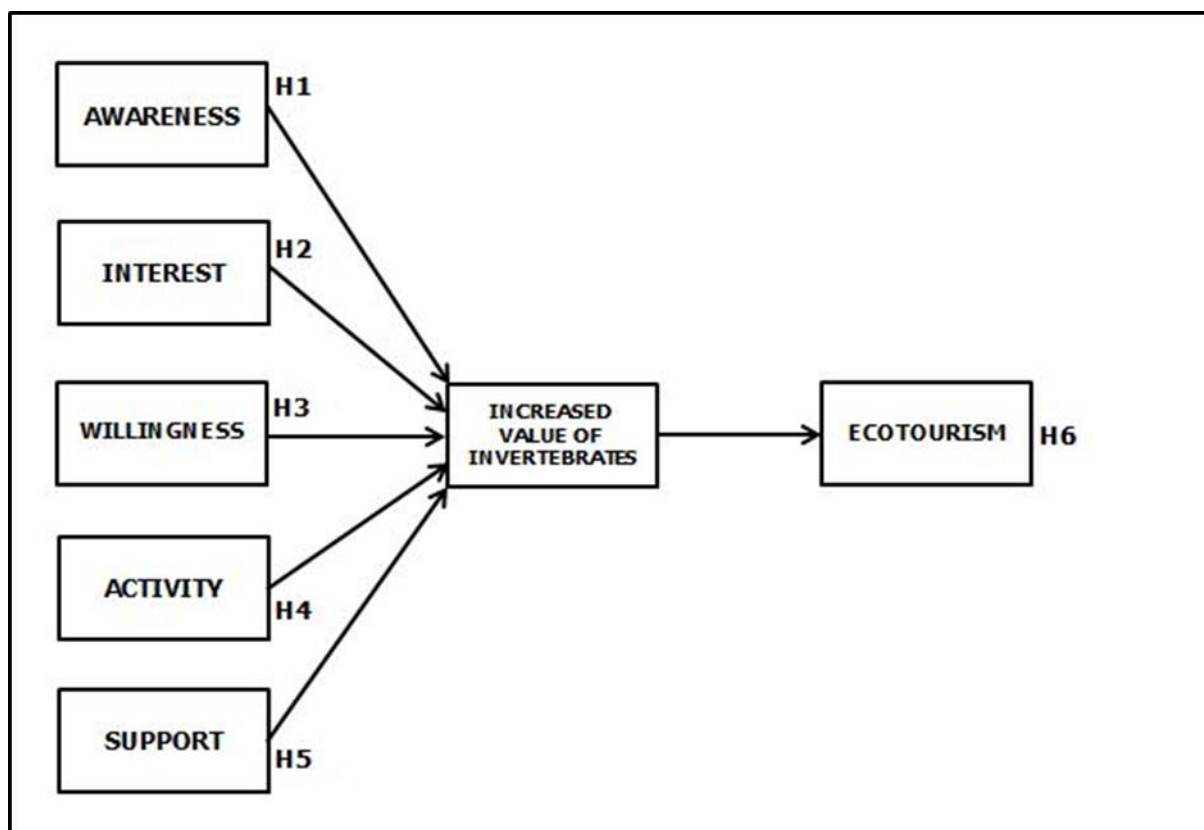 H1
AWARENESS
H2
INTEREST
H3
WILLINGNESS
INCREASED
VALUE OF
INVERTEBRATES
ECOTOURISM
H6
ACTIVITY
H4
SUPPORT
H5